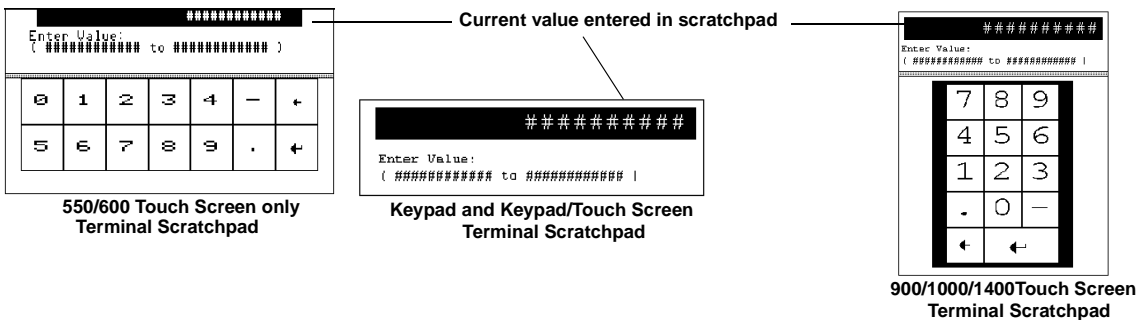 ############
Enter Value:
( ############ to ############ )
0 1 2 3 4 – ←
5 6 7 8 9 . ↵
550/600 Touch Screen only
Terminal Scratchpad
Current value entered in scratchpad
##########
Enter Value:
( ############ to ############ |
Keypad and Keypad/Touch Screen
Terminal Scratchpad
##########
Enter Value:
( ############ to ############ |
7 8 9
4 5 6
1 2 3
. 0 –
← ↵
900/1000/1400Touch Screen
Terminal Scratchpad